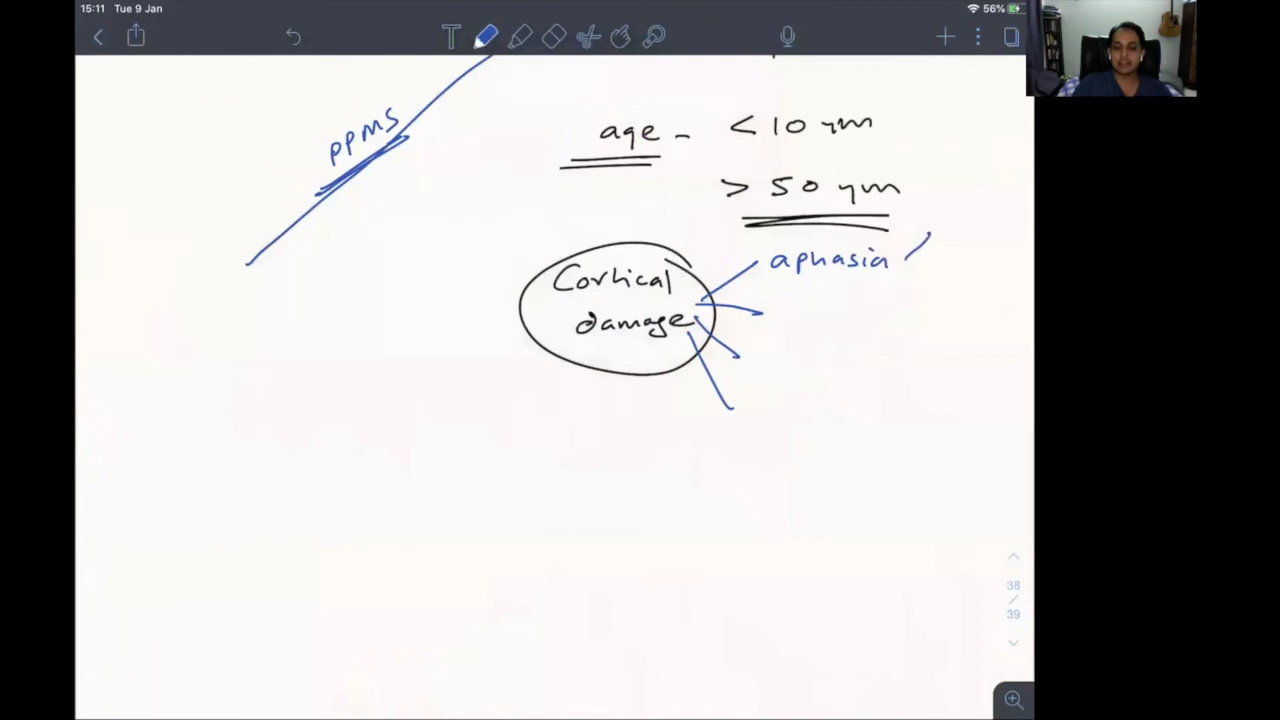 15:11 Tue 9 Jan
56%
T
PPMS
age - < 10 yrs
> 50 yrs
Cortical
damage
aphasia
38
/
39